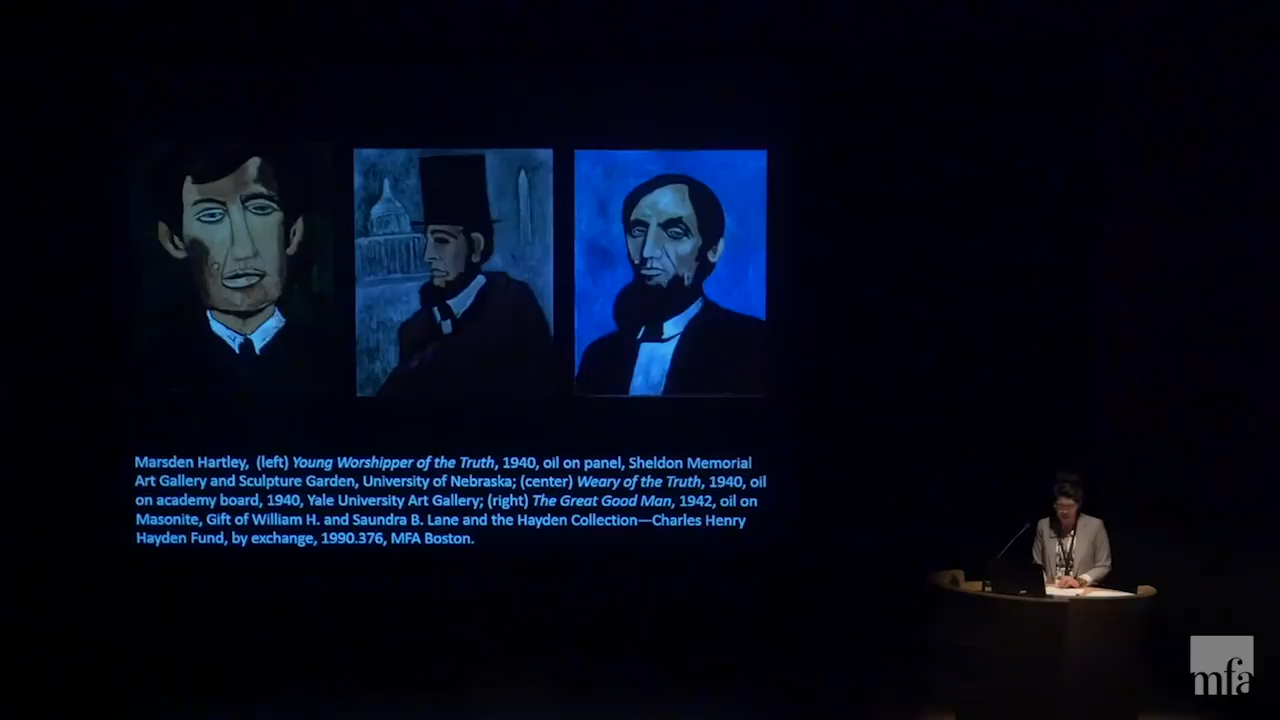 Marsden Hartley, (left) Young Worshipper of the Truth, 1940, oil on panel, Sheldon Memorial
Art Gallery and Sculpture Garden, University of Nebraska; (center) Weary of the Truth, 1940, oil
on academy board, 1940, Yale University Art Gallery; (right) The Great Good Man, 1942, oil on
Masonite, Gift of William H. and Saundra B. Lane and the Hayden Collection—Charles Henry
Hayden Fund, by exchange, 1990.376, MFA Boston.
mfa